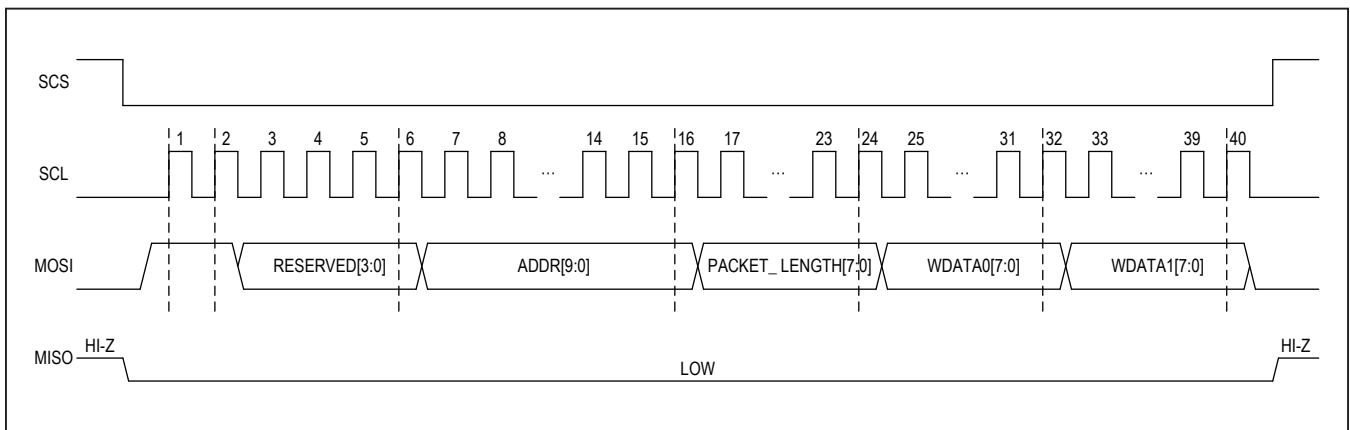 SCS
1 2 3 4 5 6 7 8 14 15 16 17 23 24 25 31 32 33 39 40
SCL ... ... ... ...
MOSI RESERVED[3:0] ADDR[9:0] PACKET_ LENGTH[7:0] WDATA0[7:0] WDATA1[7:0]
HI-Z HI-Z
MISO LOW